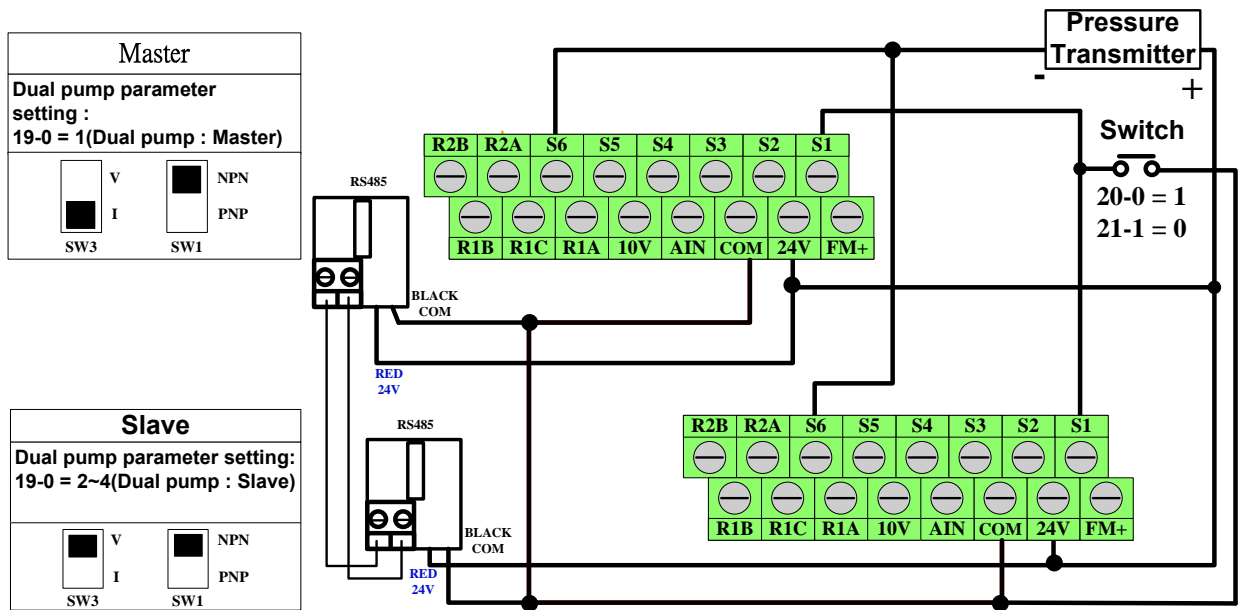 Master
Dual pump parameter
setting :
19-0 = 1(Dual pump : Master)
V
I
SW3
NPN
PNP
SW1
Pressure
Transmitter
-
+
Switch
20-0 = 1
21-1 = 0
R2B R2A S6 S5 S4 S3 S2 S1
R1B R1C R1A 10V AIN COM 24V FM+
RS485
BLACK
COM
RED
24V
Slave
Dual pump parameter setting:
19-0 = 2~4(Dual pump : Slave)
V
I
SW3
NPN
PNP
SW1
RS485
BLACK
COM
RED
24V
R2B R2A S6 S5 S4 S3 S2 S1
R1B R1C R1A 10V AIN COM 24V FM+